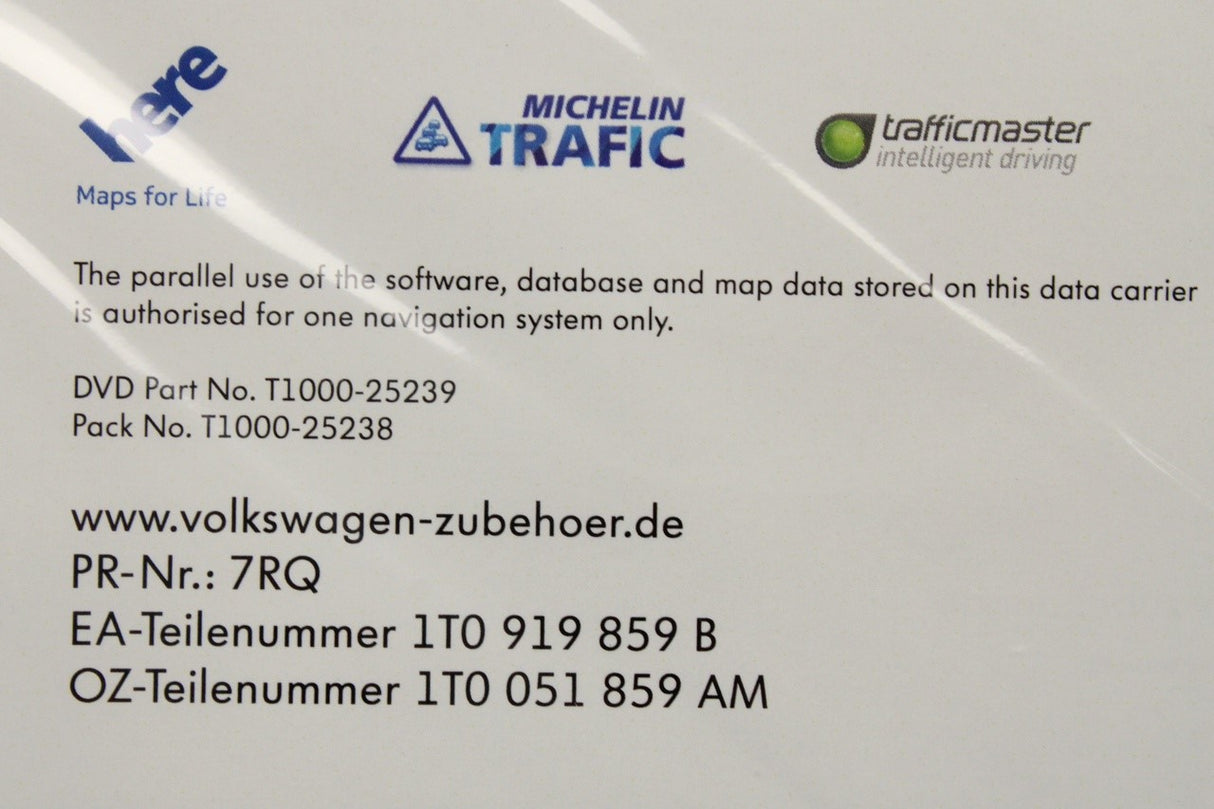 here
Maps for Life
MICHELIN
TRAFIC
trafficmaster
intelligent driving
The parallel use of the software, database and map data stored on this data carrier
is authorised for one navigation system only.
DVD Part No. T1000-25239
Pack No. T1000-25238
www.volkswagen-zubehoer.de
PR-Nr.: 7RQ
EA-Teilenummer 1T0 919 859 B
OZ-Teilenummer 1T0 051 859 AM